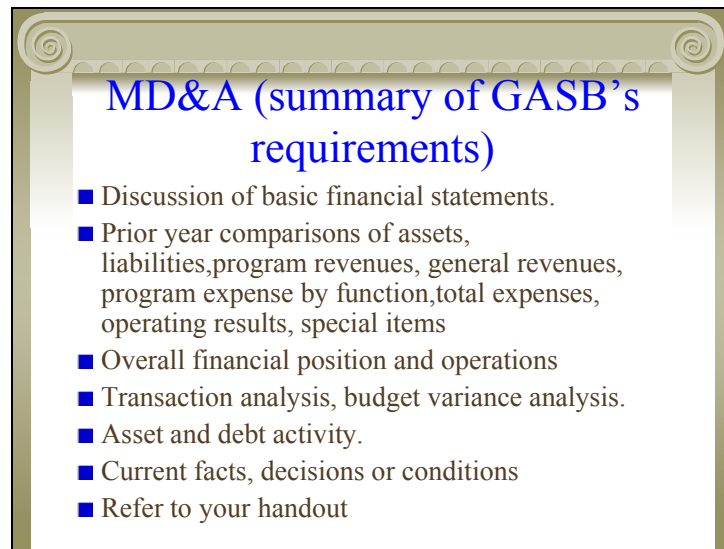 MD&A (summary of GASB’s
requirements)
Discussion of basic financial statements.
Prior year comparisons of assets,
liabilities,program revenues, general revenues,
program expense by function,total expenses,
operating results, special items
Overall financial position and operations
Transaction analysis, budget variance analysis.
Asset and debt activity.
Current facts, decisions or conditions
Refer to your handout